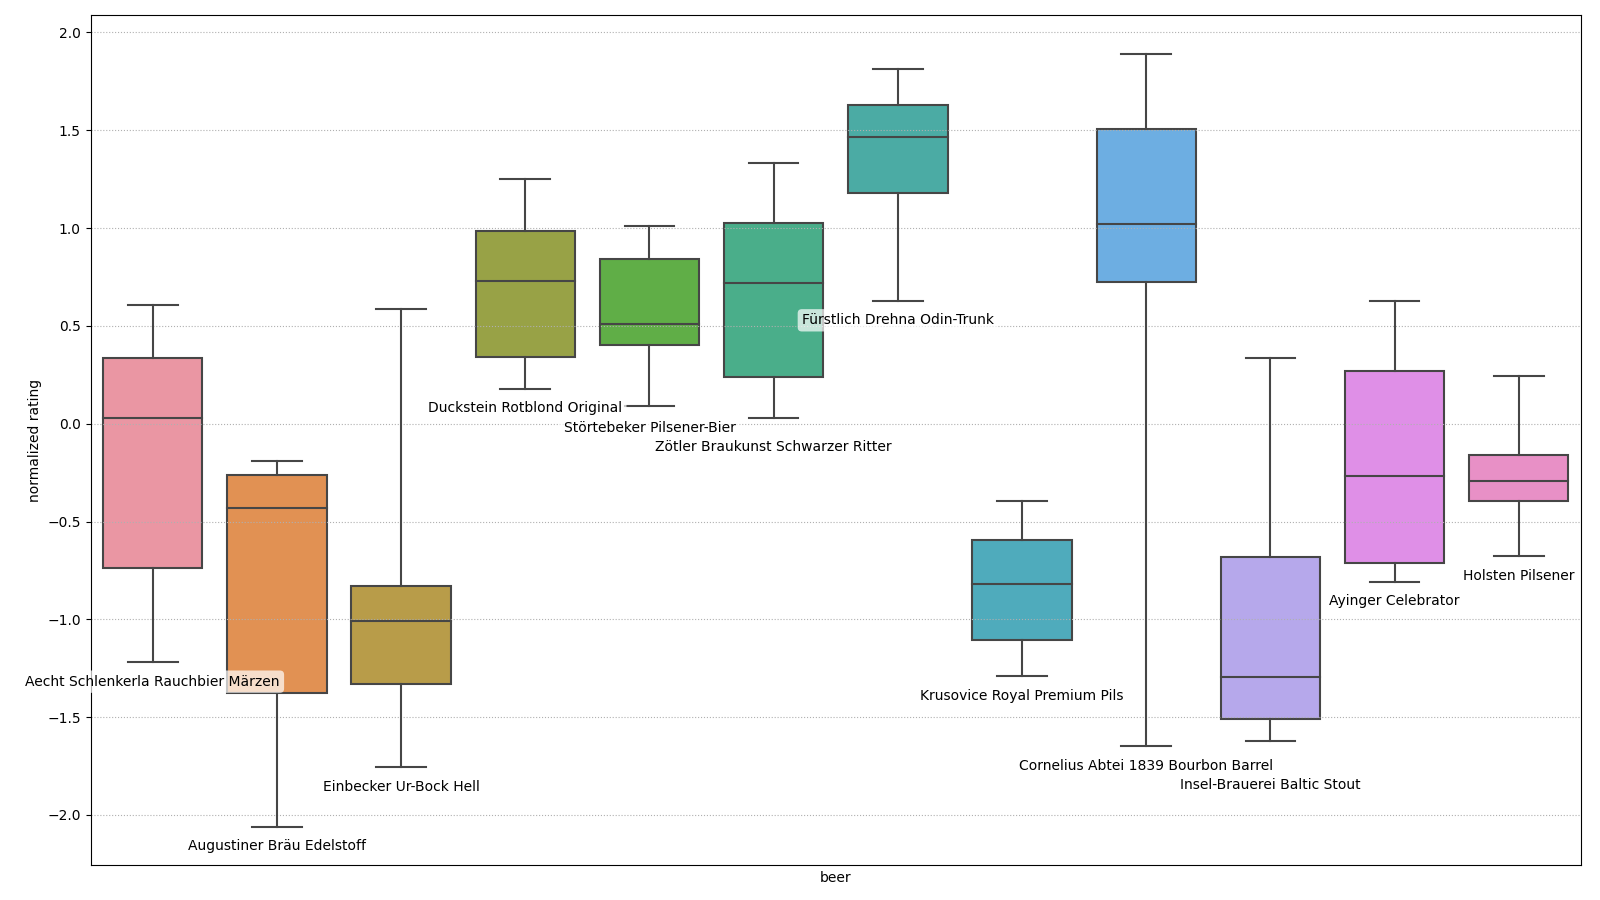 2.0
1.5
1.0
0.5
0.0
−0.5
−1.0
−1.5
−2.0
normalized rating
Fürstlich Drehna Odin-Trunk
Duckstein Rotblond Original
Störtebeker Pilsener-Bier
Zötler Braukunst Schwarzer Ritter
Holsten Pilsener
Ayinger Celebrator
Aecht Schlenkerla Rauchbier Märzen
Krusovice Royal Premium Pils
Cornelius Abtei 1839 Bourbon Barrel
Insel-Brauerei Baltic Stout
Einbecker Ur-Bock Hell
Augustiner Bräu Edelstoff
beer